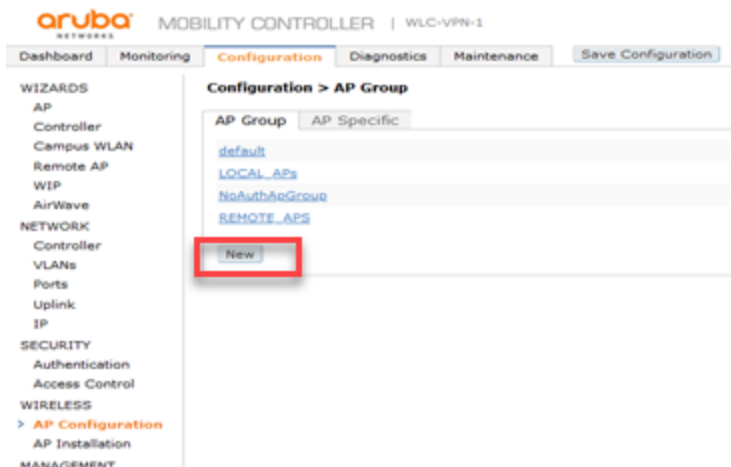 aruba NETWORKS MOBILITY CONTROLLER | WLC-VPN-1
Dashboard Monitoring Configuration Diagnostics Maintenance Save Configuration
WIZARDS
AP
Controller
Campus WLAN
Remote AP
WIP
AirWave
NETWORK
Controller
VLANs
Ports
Uplink
IP
SECURITY
Authentication
Access Control
WIRELESS
> AP Configuration
AP Installation
MANAGEMENT
Configuration > AP Group
AP Group AP Specific
default
LOCAL_APs
NoAuthApGroup
REMOTE_APS
New